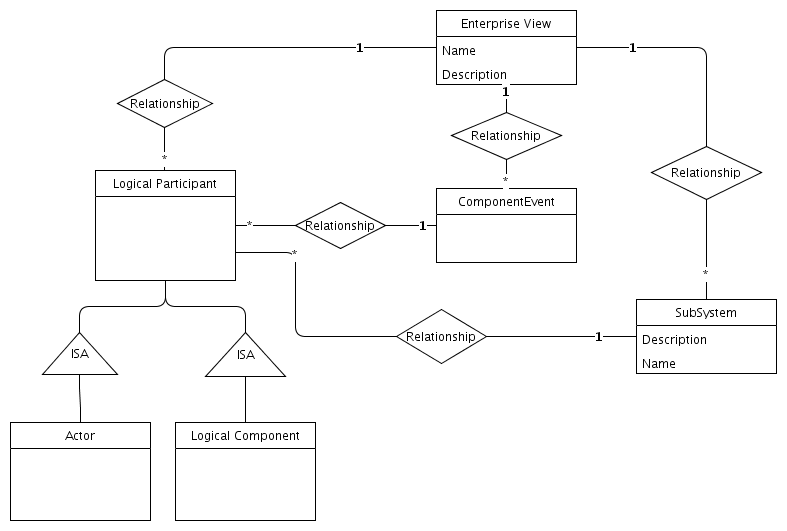 Enterprise View
1
1
Name
Description
1
Relationship
Relationship
*
Relationship
*
Logical Participant
*
ComponentEvent
*
Relationship
1
*
*
SubSystem
Relationship
1
Description
Name
ISA
ISA
Actor
Logical Component